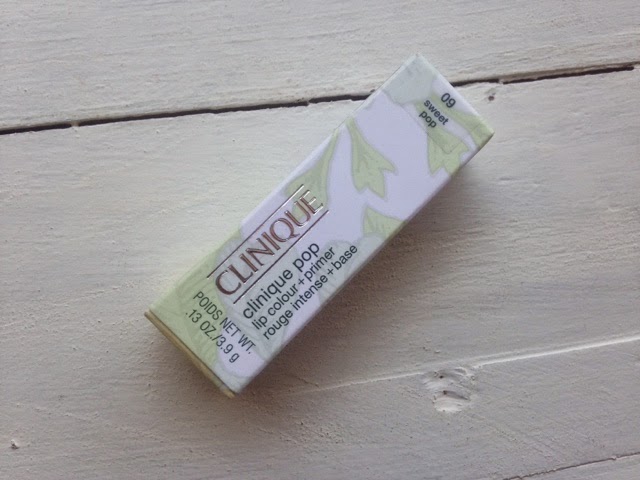 09
sweet
pop
CLINIQUE
clinique pop
lip colour+primer
rouge intense+base
POIDS NET WT.
.13 OZ./3.9 g